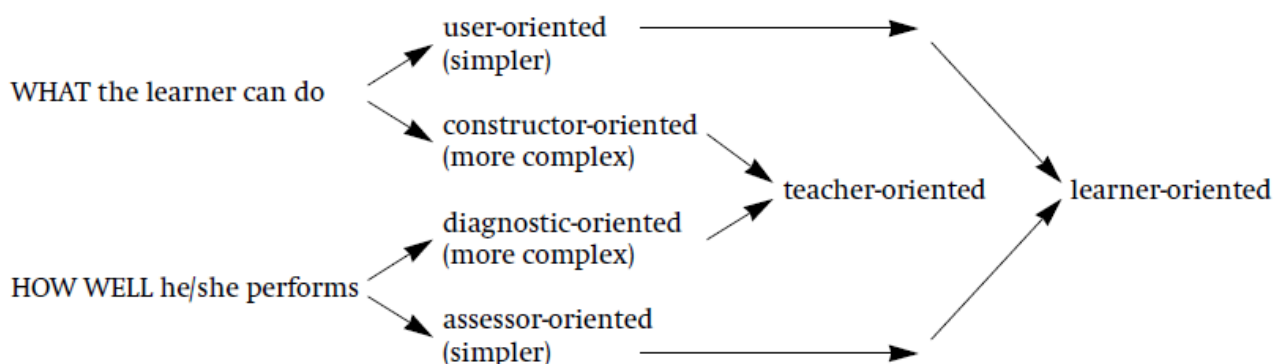 user-oriented
(simpler)
WHAT the learner can do
constructor-oriented
(more complex)
teacher-oriented
learner-oriented
diagnostic-oriented
(more complex)
HOW WELL he/she performs
assessor-oriented
(simpler)